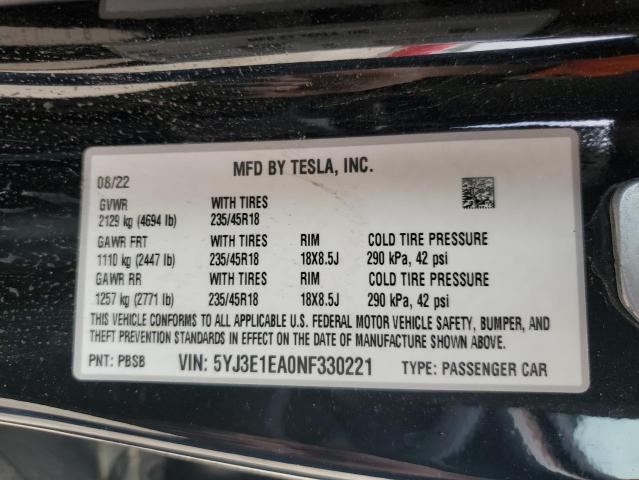 MFD BY TESLA, INC.
08/22
GVWR WITH TIRES
2129 kg (4694 lb) 235/45R18
GAWR FRT WITH TIRES RIM COLD TIRE PRESSURE
1110 kg (2447 lb) 235/45R18 18X8.5J 290 kPa, 42 psi
GAWR RR WITH TIRES RIM COLD TIRE PRESSURE
1257 kg (2771 lb) 235/45R18 18X8.5J 290 kPa, 42 psi
THIS VEHICLE CONFORMS TO ALL APPLICABLE U.S. FEDERAL MOTOR VEHICLE SAFETY, BUMPER, AND
THEFT PREVENTION STANDARDS IN EFFECT ON THE DATE OF MANUFACTURE SHOWN ABOVE.
PNT: PBSB VIN: 5YJ3E1EA0NF330221 TYPE: PASSENGER CAR